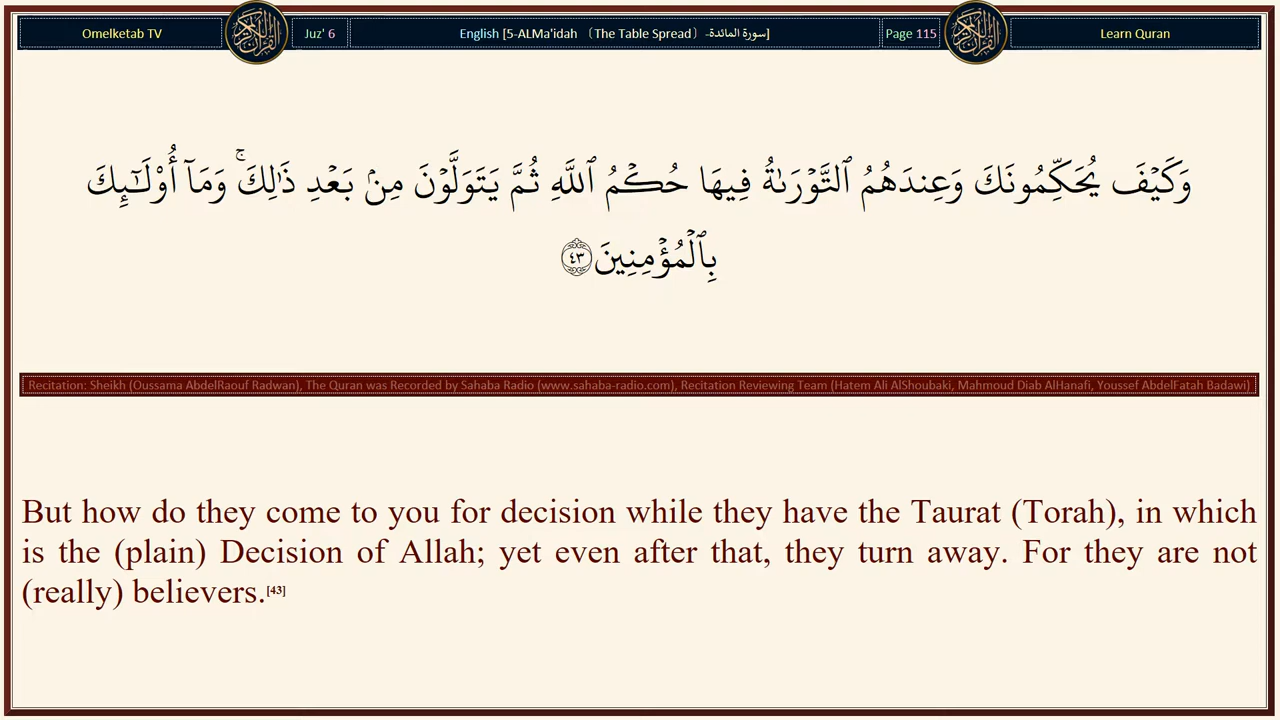 Omelketab TV
Juz' 6
English [5-ALMa'idah (The Table Spread) -سورة المائدة]
Page 115
Learn Quran
وَكَيۡفَ يُحَكِّمُونَكَ وَعِندَهُمُ ٱلتَّوۡرَىٰةُ فِيهَا حُكۡمُ ٱللَّهِ ثُمَّ يَتَوَلَّوۡنَ مِنۢ بَعۡدِ ذَٰلِكَۚ وَمَآ أُوْلَـٰٓئِكَ
بِٱلۡمُؤۡمِنِينَ ٤٣
Recitation: Sheikh (Oussama AbdelRaouf Radwan), The Quran was Recorded by Sahaba Radio (www.sahaba-radio.com), Recitation Reviewing Team (Hatem Ali AlShoubaki, Mahmoud Diab AlHanafi, Youssef AbdelFatah Badawi)
But how do they come to you for decision while they have the Taurat (Torah), in which
is the (plain) Decision of Allah; yet even after that, they turn away. For they are not
(really) believers.[43]